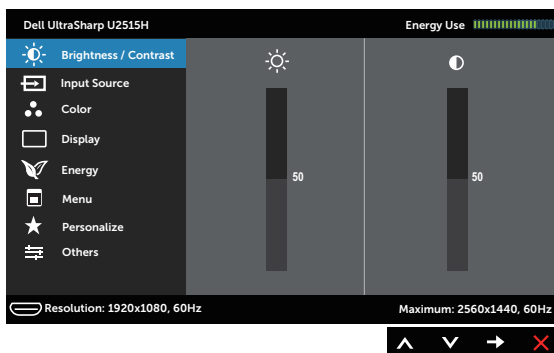 Dell UltraSharp U2515H Energy Use
Brightness / Contrast
Input Source
Color
Display
Energy
Menu
Personalize
Others
50 50
Resolution: 1920x1080, 60Hz Maximum: 2560x1440, 60Hz